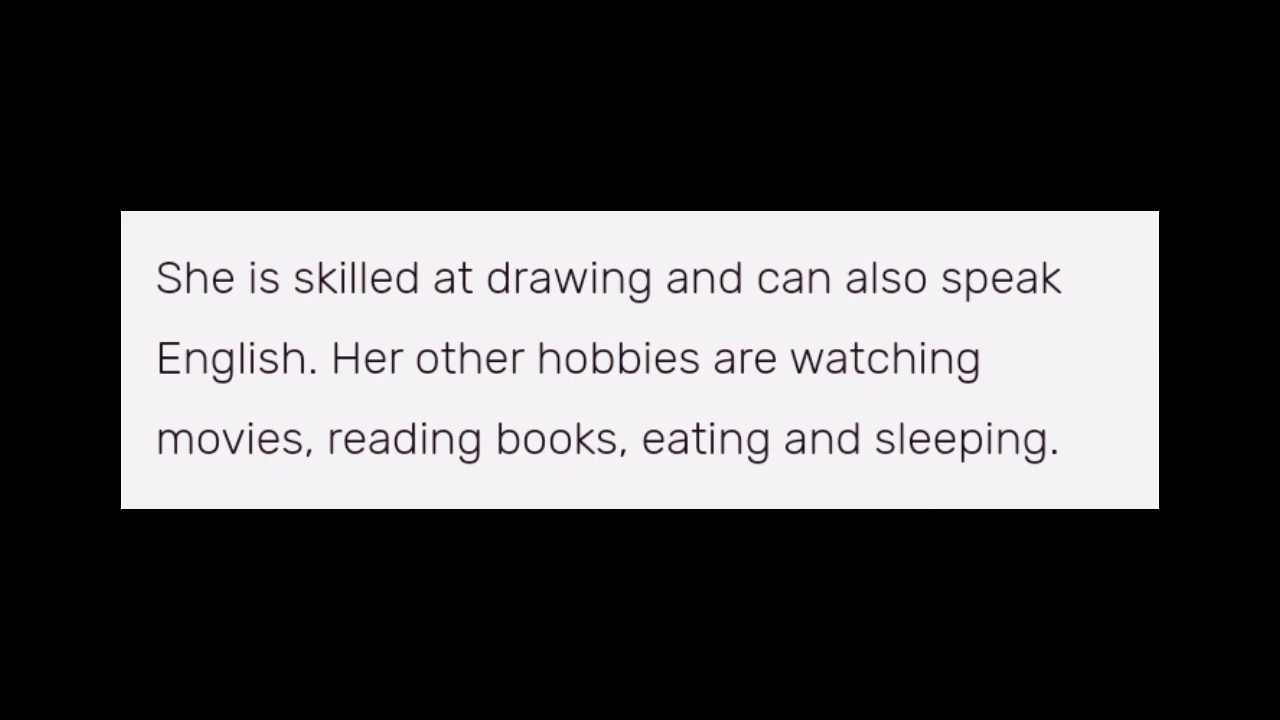 She is skilled at drawing and can also speak
English. Her other hobbies are watching
movies, reading books, eating and sleeping.